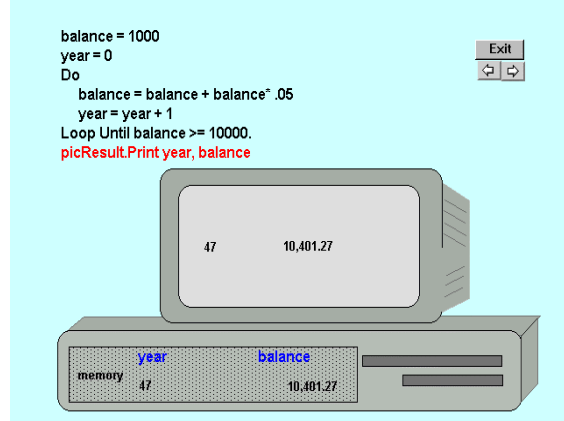 balance = 1000
year = 0
Do
balance = balance + balance* .05
year = year + 1
Loop Until balance >= 10000.
picResult.Print year, balance
Exit
47 10,401.27
year balance
memory 47 10,401.27